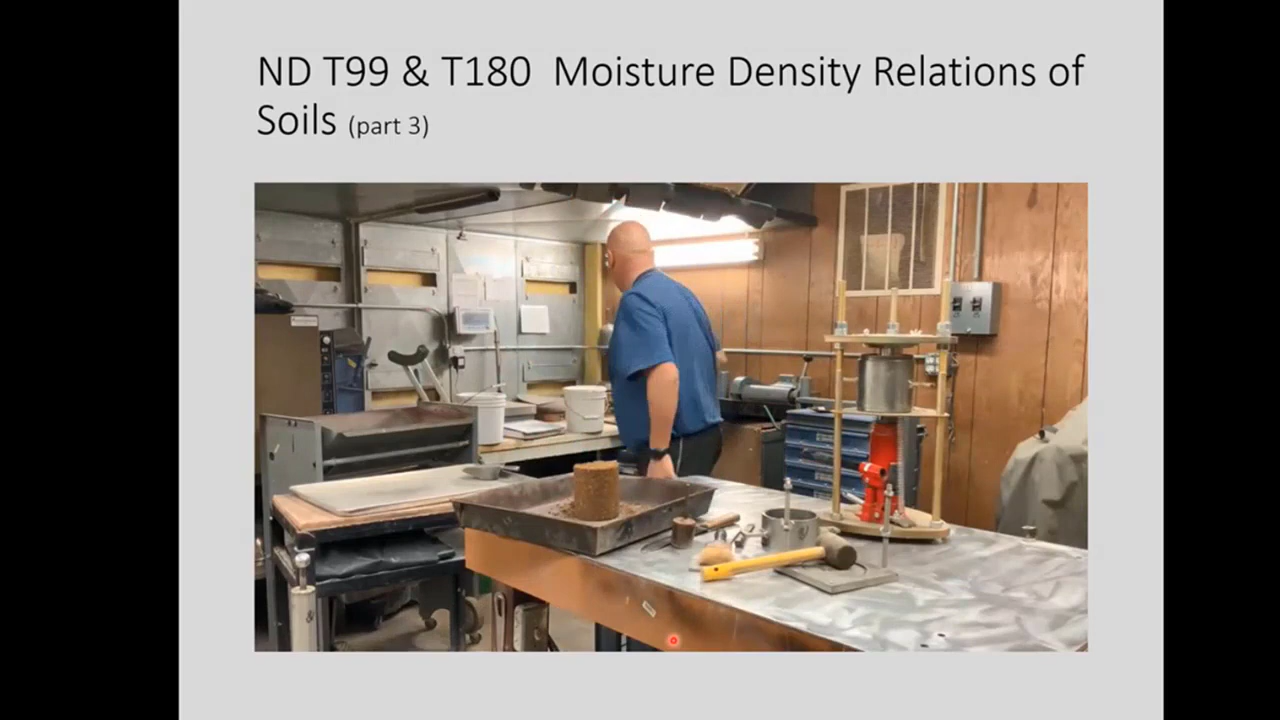 ND T99 & T180 Moisture Density Relations of
Soils (part 3)